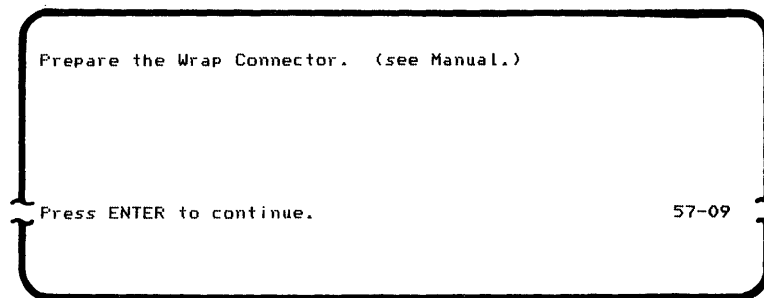 Prepare the Wrap Connector. (see Manual.)
Press ENTER to continue. 57-09